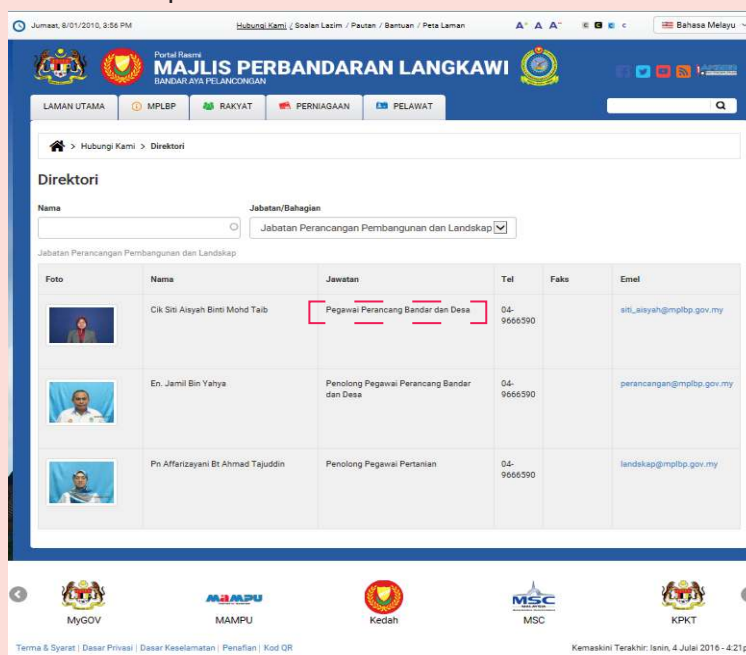 Jumaat, 8/01/2010, 3:56 PM
Hubungi Kami / Soalan Lazim / Pautan / Bantuan / Peta Laman
A+ A A-
C C C C
Bahasa Melayu
Portal Rasmi
MAJLIS PERBANDARAN LANGKAWI
BANDAR AYA PELANCONGAN
LAMAN UTAMA
MPLBP
RAKYAT
PERNIAGAAN
PELAWAT
> Hubungi Kami > Direktori
Direktori
Nama
Jabatan/Bahagian
Jabatan Perancangan Pembangunan dan Landskap
Jabatan Perancangan Pembangunan dan Landskap
Foto Nama Jawatan Tel Faks Emel
Cik Siti Aisyah Binti Mohd Taib Pegawai Perancang Bandar dan Desa 04- siti_aisyah@mplbp.gov.my
9666590
En. Jamil Bin Yahya Penolong Pegawai Perancang Bandar 04- perancangan@mplbp.gov.my
dan Desa 9666590
Pn Affarizayani Bt Ahmad Tajuddin Penolong Pegawai Pertanian 04- lendskap@mplbp.gov.my
9666590
MAMPU
MSC
MyGOV
MAMPU
Kedah
MSC
KPKT
Terma & Syarat | Dasar Privasi | Dasar Keselamatan | Penafian | Kod QR
Kemaskini Terakhir: Isnin, 4 Julai 2016 - 4:21p